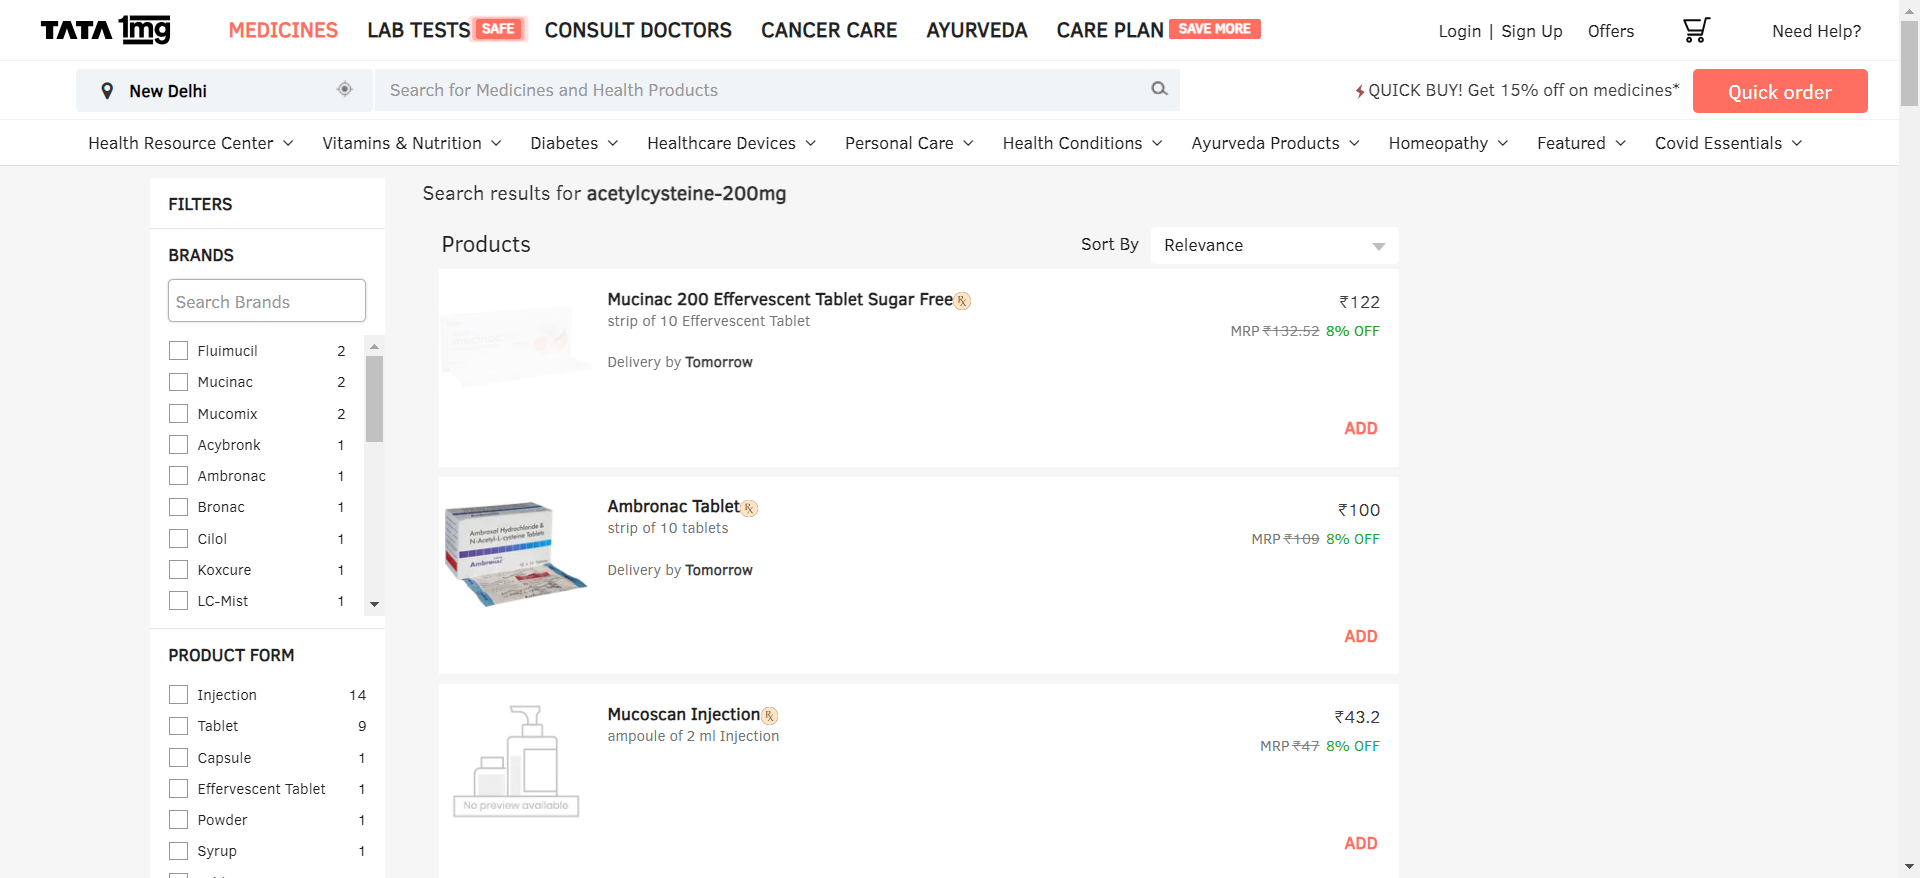 TATA 1mg
MEDICINES
LAB TESTS SAFE
CONSULT DOCTORS
CANCER CARE
AYURVEDA
CARE PLAN SAVE MORE
Login | Sign Up
Offers
Need Help?
New Delhi
Search for Medicines and Health Products
QUICK BUY! Get 15% off on medicines*
Quick order
Health Resource Center
Vitamins & Nutrition
Diabetes
Healthcare Devices
Personal Care
Health Conditions
Ayurveda Products
Homeopathy
Featured
Covid Essentials
FILTERS
BRANDS
Search Brands
Fluimucil 2
Mucinac 2
Mucomix 2
Acybronk 1
Ambronac 1
Bronac 1
Cilol 1
Koxcure 1
LC-Mist 1
PRODUCT FORM
Injection 14
Tablet 9
Capsule 1
Effervescent Tablet 1
Powder 1
Syrup 1
Search results for acetylcysteine-200mg
Products
Sort By Relevance
Mucinac 200 Effervescent Tablet Sugar Free Rx
strip of 10 Effervescent Tablet
Delivery by Tomorrow
₹122
MRP ₹132.52 8% OFF
ADD
Ambroxol Hydrochloride &
N-Acetyl-L-cysteine Tablets
Ambronac
Ambronac Tablet Rx
strip of 10 tablets
Delivery by Tomorrow
₹100
MRP ₹109 8% OFF
ADD
No preview available
Mucoscan Injection Rx
ampoule of 2 ml Injection
₹43.2
MRP ₹47 8% OFF
ADD